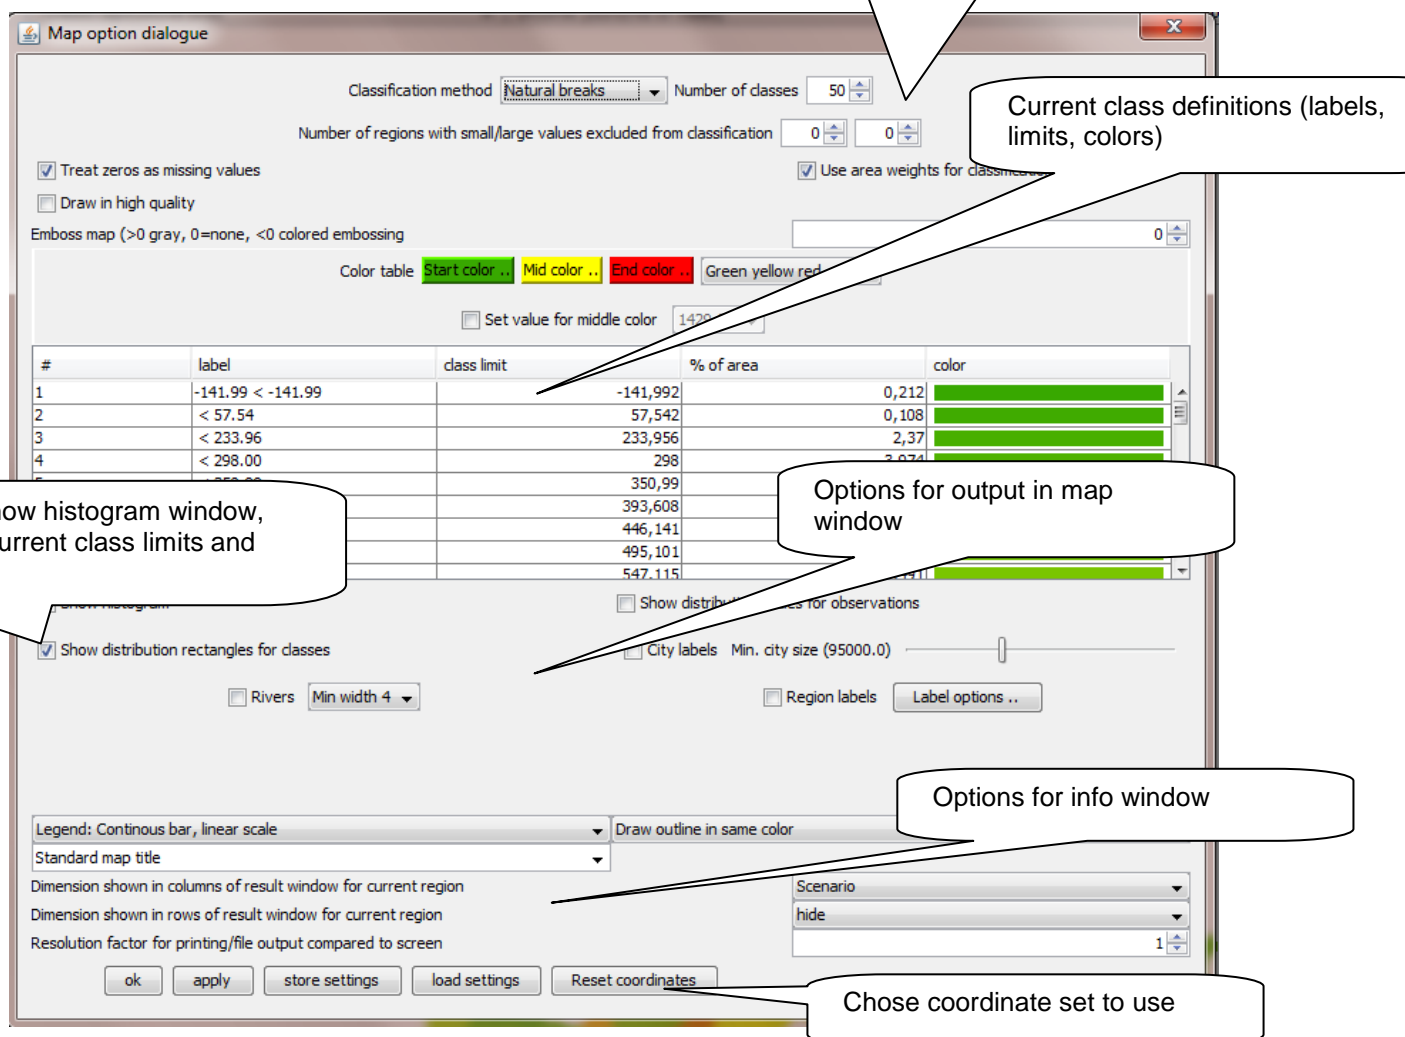 Map option dialogue
Classification method Natural breaks Number of classes 50
Current class definitions (labels,
limits, colors)
Number of regions with small/large values excluded from classification 0 0
Treat zeros as missing values Use area weights for
Draw in high quality
Emboss map (>0 gray, 0=none, <0 colored embossing 0
Color table Start color .. Mid color .. End color .. Green yellow red
Set value for middle color
# label class limit % of area color
1 -141.99 < -141.99 -141,992 0,212
2 < 57.54 57,542 0,108
3 < 233.96 233,956 2,37
4 < 298.00 298
350,99
Options for output in map
window
histogram window,
class limits and
393,608
446,141
495,101
547,115
Show for observations
Show distribution rectangles for classes City labels Min. city size (95000.0)
Rivers Min width 4 Region labels Label options ..
Options for info window
Legend: Continous bar, linear scale Draw outline in same color
Standard map title
Dimension shown in columns of result window for current region Scenario
Dimension shown in rows of result window for current region hide
Resolution factor for printing/file output compared to screen 1
ok apply store settings load settings Reset coordinates
Chose coordinate set to use